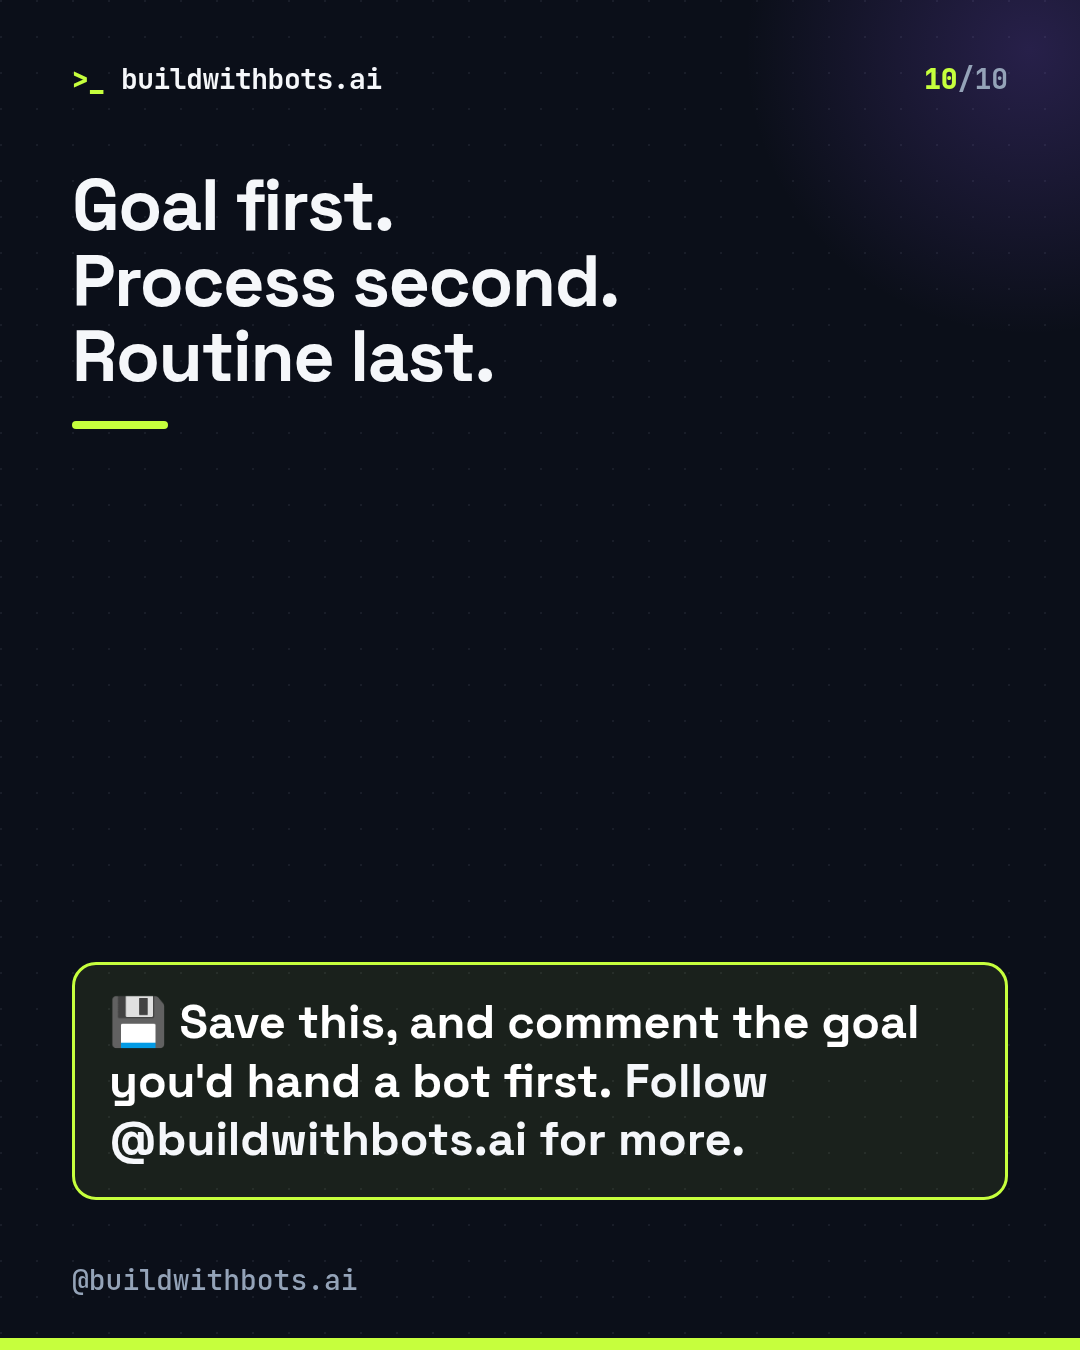 >_ buildwithbots.ai
10/10
Goal first.
Process second.
Routine last.
💾 Save this, and comment the goal
you'd hand a bot first. Follow
@buildwithbots.ai for more.
@buildwithbots.ai